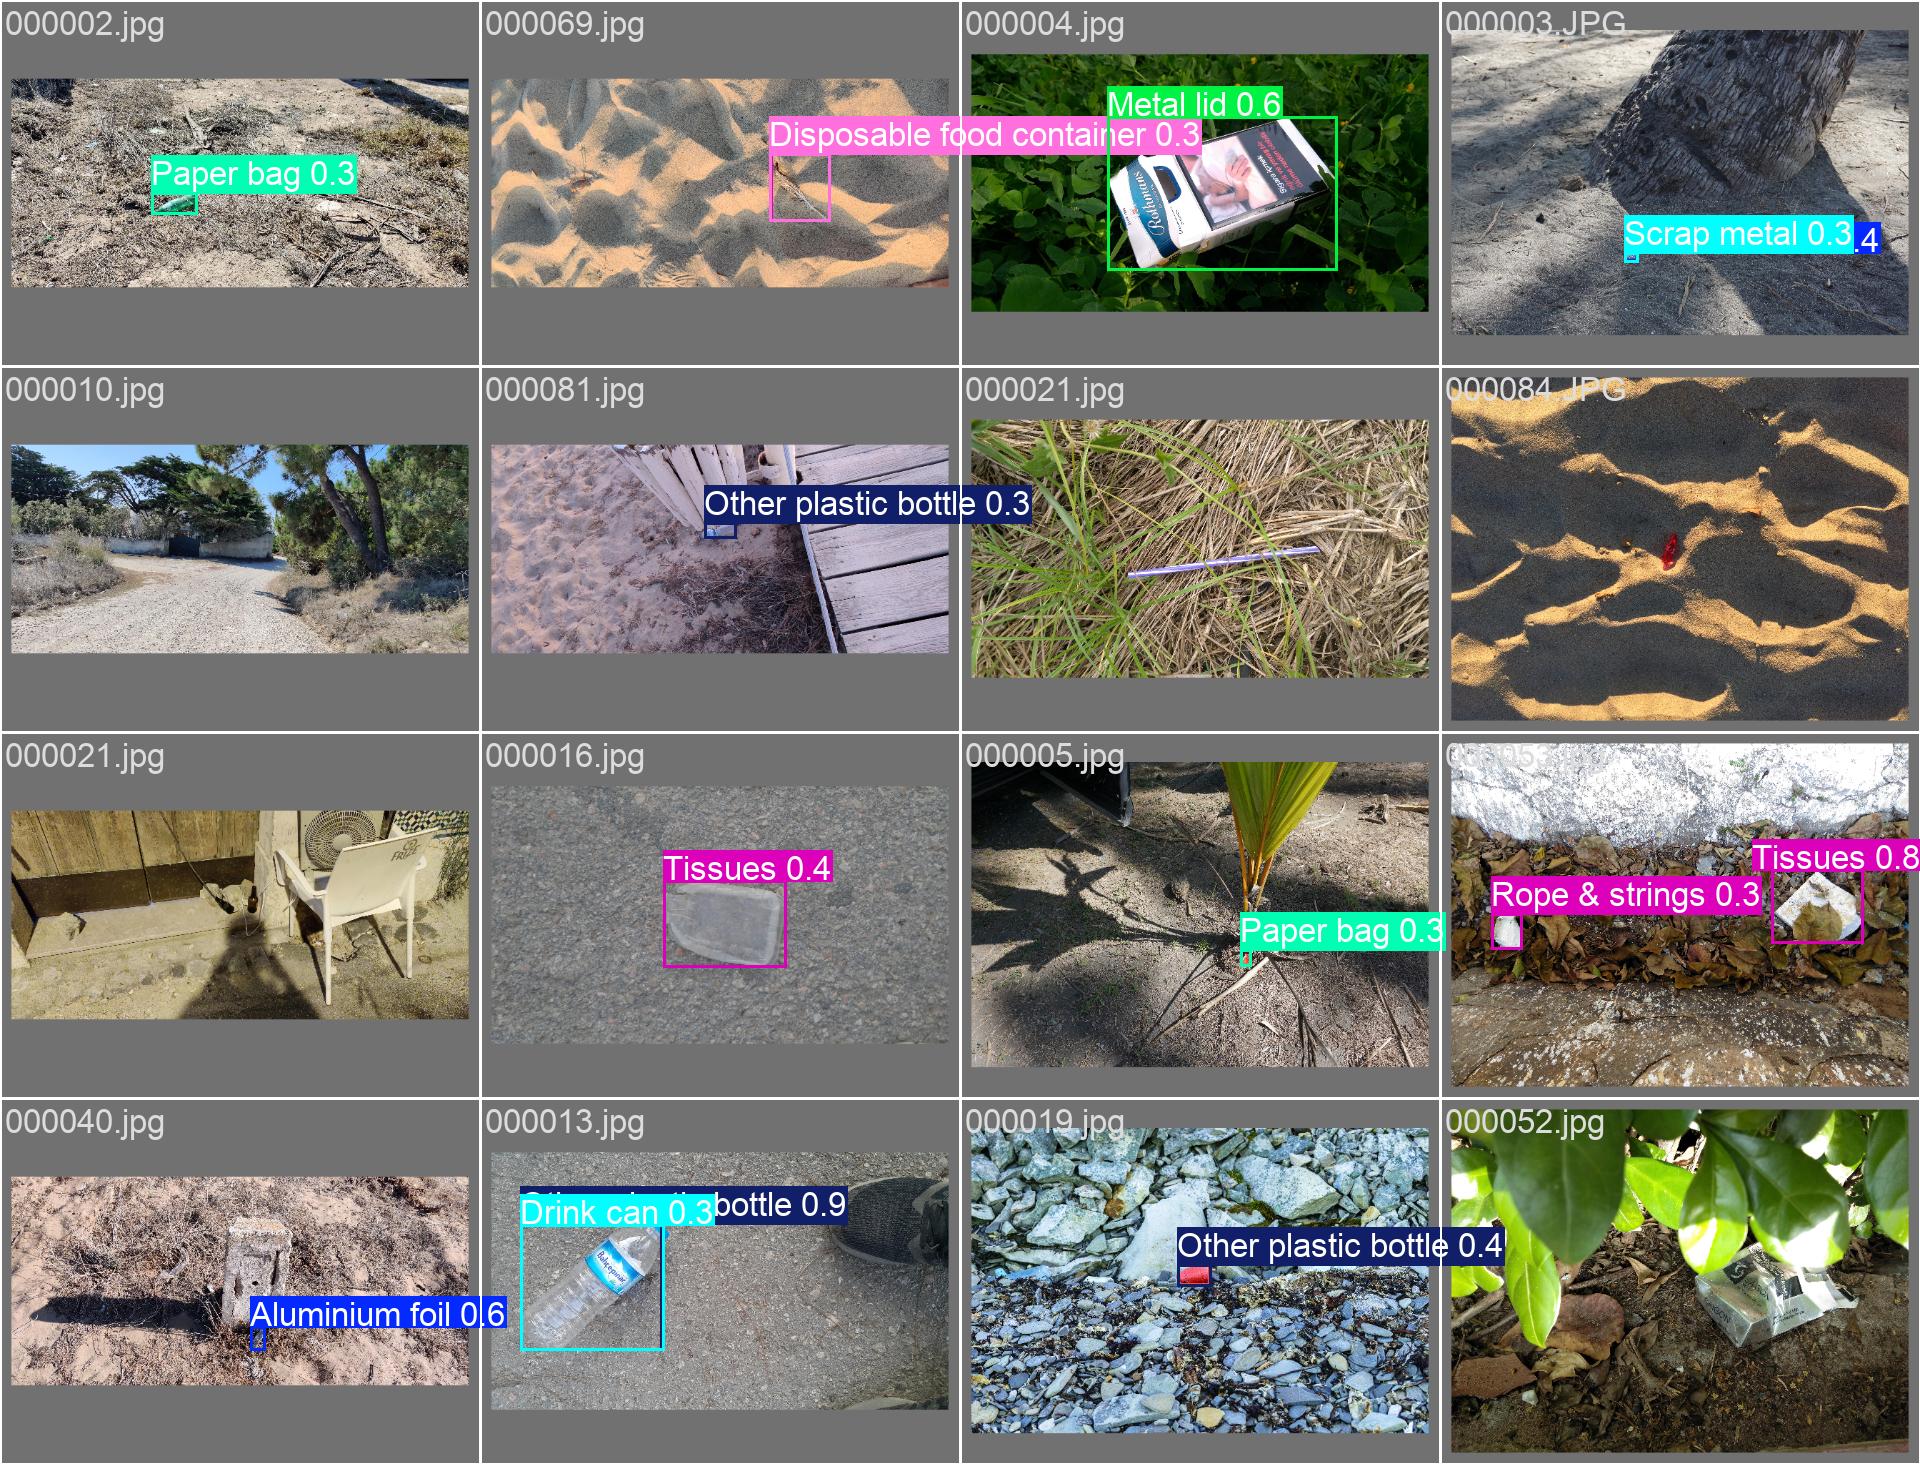 000002.jpg
000069.jpg
000004.jpg
000003.JPG
Paper bag 0.3
Disposable food container 0.3
Metal lid 0.6
Rothmans
Scrap metal 0.3
.4
000010.jpg
000081.jpg
000021.jpg
000084.JPG
Other plastic bottle 0.3
000021.jpg
000016.jpg
000005.jpg
Tissues 0.4
Paper bag 0.3
Rope & strings 0.3
Tissues 0.8
000040.jpg
000013.jpg
000019.jpg
000052.jpg
Aluminium foil 0.6
bottle 0.9
Drink can 0.3
Other plastic bottle 0.4